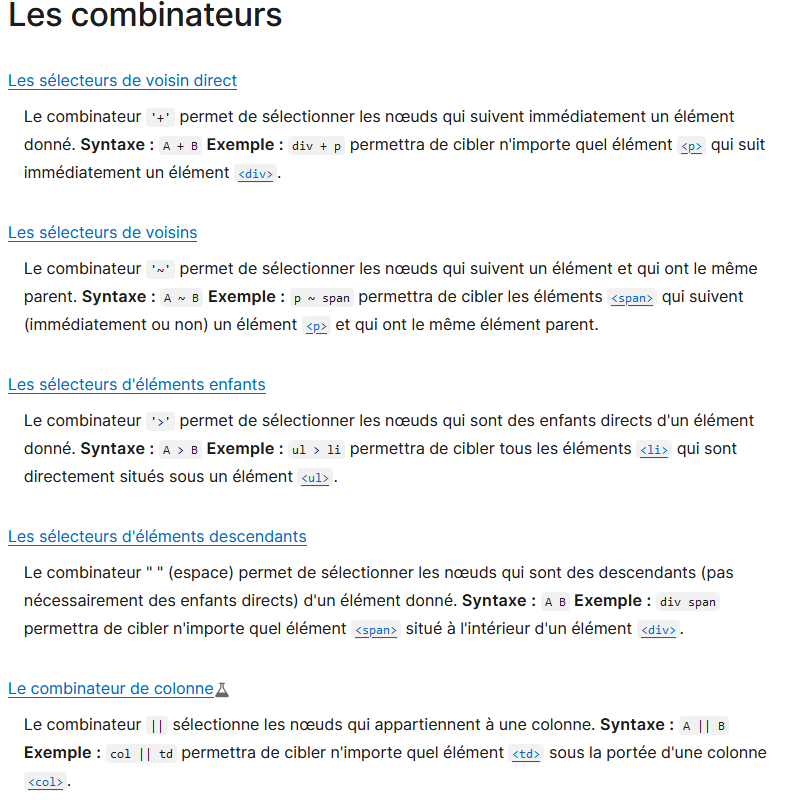 Les combinateurs
Les sélecteurs de voisin direct
Le combinateur '+' permet de sélectionner les nœuds qui suivent immédiatement un élément
donné. Syntaxe : A + B Exemple : div + p permettra de cibler n'importe quel élément <p> qui suit
immédiatement un élément <div>.
Les sélecteurs de voisins
Le combinateur '~' permet de sélectionner les nœuds qui suivent un élément et qui ont le même
parent. Syntaxe : A ~ B Exemple : p ~ span permettra de cibler les éléments <span> qui suivent
(immédiatement ou non) un élément <p> et qui ont le même élément parent.
Les sélecteurs d'éléments enfants
Le combinateur '>' permet de sélectionner les nœuds qui sont des enfants directs d'un élément
donné. Syntaxe : A > B Exemple : ul > li permettra de cibler tous les éléments <li> qui sont
directement situés sous un élément <ul>.
Les sélecteurs d'éléments descendants
Le combinateur " " (espace) permet de sélectionner les nœuds qui sont des descendants (pas
nécessairement des enfants directs) d'un élément donné. Syntaxe : A B Exemple : div span
permettra de cibler n'importe quel élément <span> situé à l'intérieur d'un élément <div>.
Le combinateur de colonne
Le combinateur || sélectionne les nœuds qui appartiennent à une colonne. Syntaxe : A || B
Exemple : col || td permettra de cibler n'importe quel élément <td> sous la portée d'une colonne
<col>.